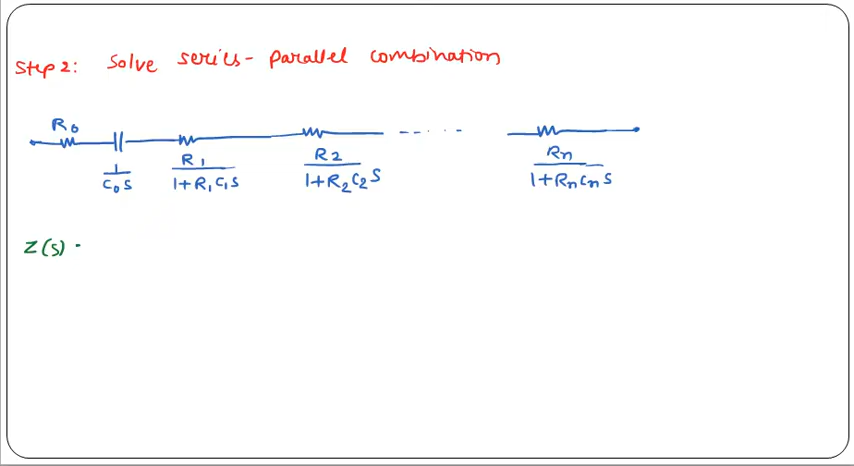 Step 2: Solve series-parallel combination
R0 ------
1/C0S R1/1+R1C1S R2/1+R2C2S Rn/1+RnCnS
Z(s)